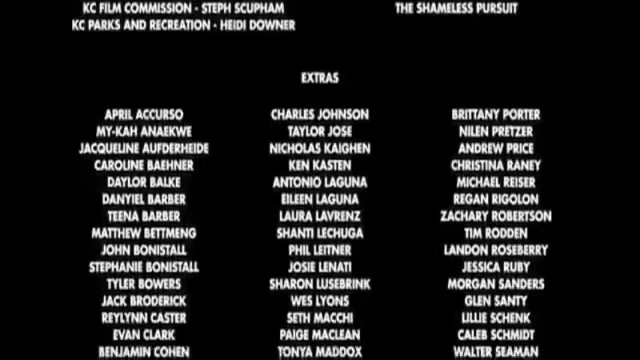 KC FILM COMMISSION - STEPH SCUPHAM
KC PARKS AND RECREATION - HEIDI DOWNER
THE SHAMELESS PURSUIT
EXTRAS
APRIL ACCURSO
MY-KAH ANAEKWE
JACQUELINE AUFDERHEIDE
CAROLINE BAEHNER
DAYLOR BALKE
DANYIEL BARBER
TEENA BARBER
MATTHEW BETTMENG
JOHN BONISTALL
STEPHANIE BONISTALL
TYLER BOWERS
JACK BRODERICK
REYLYNN CASTER
EVAN CLARK
BENJAMIN COHEN
CHARLES JOHNSON
TAYLOR JOSE
NICHOLAS KAIGHEN
KEN KASTEN
ANTONIO LAGUNA
EILEEN LAGUNA
LAURA LAVRENZ
SHANTI LECHUGA
PHIL LEITNER
JOSIE LENATI
SHARON LUSEBRINK
WES LYONS
SETH MACCHI
PAIGE MACLEAN
TONYA MADDOX
BRITTANY PORTER
NILEN PRETZER
ANDREW PRICE
CHRISTINA RANEY
MICHAEL REISER
REGAN RIGOLON
ZACHARY ROBERTSON
TIM RODDEN
LANDON ROSEBERRY
JESSICA RUBY
MORGAN SANDERS
GLEN SANTY
LILLIE SCHENK
CALEB SCHMIDT
WALTER SEAMAN